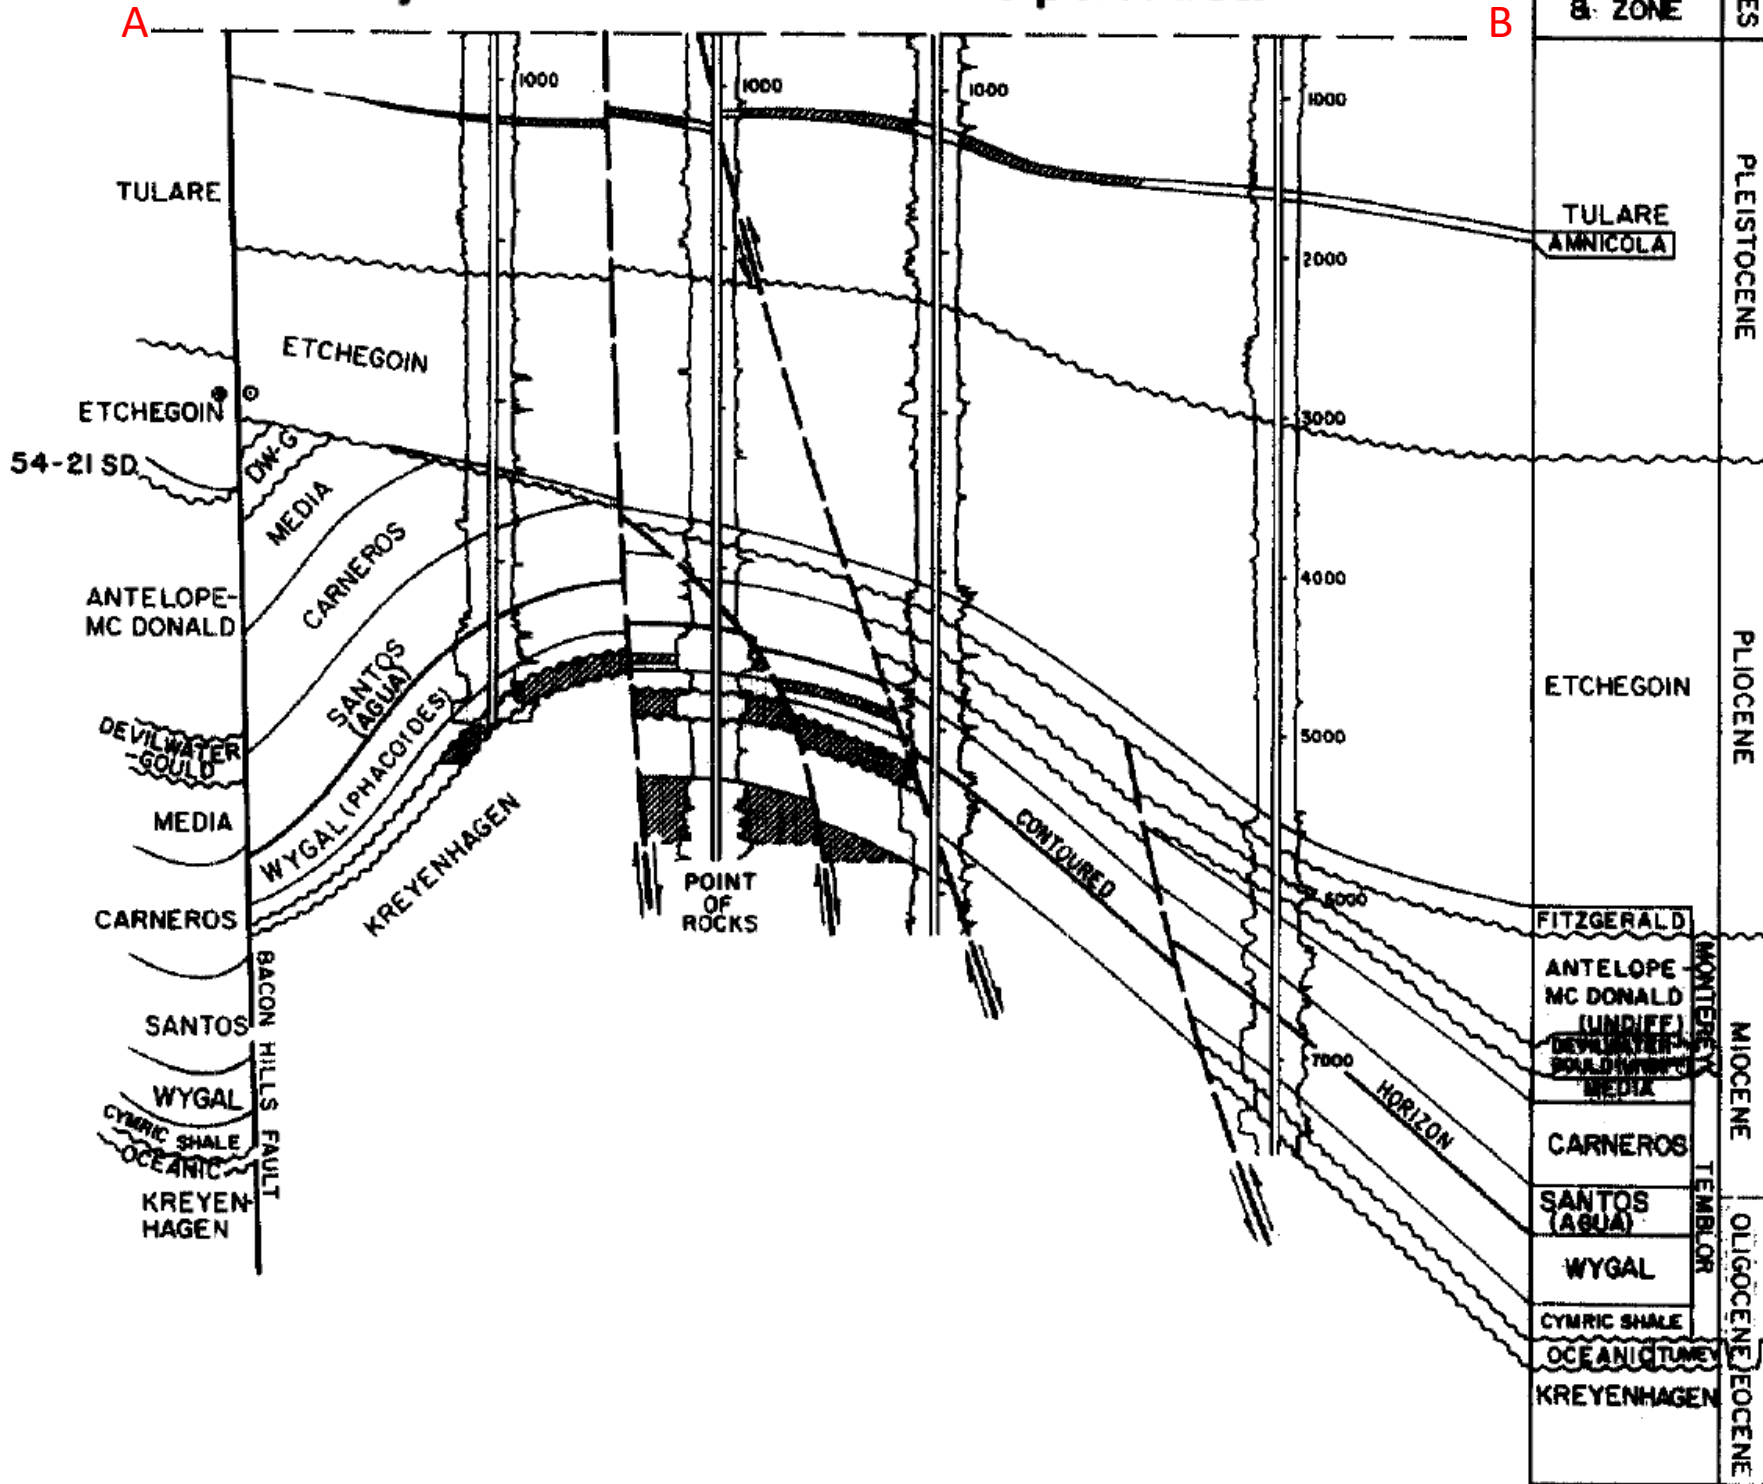 A
B
& ZONE
ES
1000
1000
1000
1000
TULARE
ETCHEGOIN
ETCHEGOIN
54-21 SD.
DW-G
MEDIA
CARNEROS
ANTELOPE-
MC DONALD
SANTOS
(AGUA)
DEVILWATER
-GOULD
WYGAL (PHACOIDES)
MEDIA
KREYENHAGEN
CARNEROS
BACON HILLS FAULT
SANTOS
WYGAL
CYMRIC SHALE
OCEANIC
KREYEN-
HAGEN
POINT
OF
ROCKS
CONTOURED
HORIZON
2000
3000
4000
5000
6000
7000
TULARE
AMNICOLA
ETCHEGOIN
FITZGERALD
ANTELOPE-
MC DONALD
(UNDIFF)
MEDIA
CARNEROS
SANTOS
(AGUA)
WYGAL
CYMRIC SHALE
OCEANIC TUMEY
KREYENHAGEN
MONTEREY
TEMBLOR
PLEISTOCENE
PLIOCENE
MIOCENE
OLIGOCENE
EOCENE